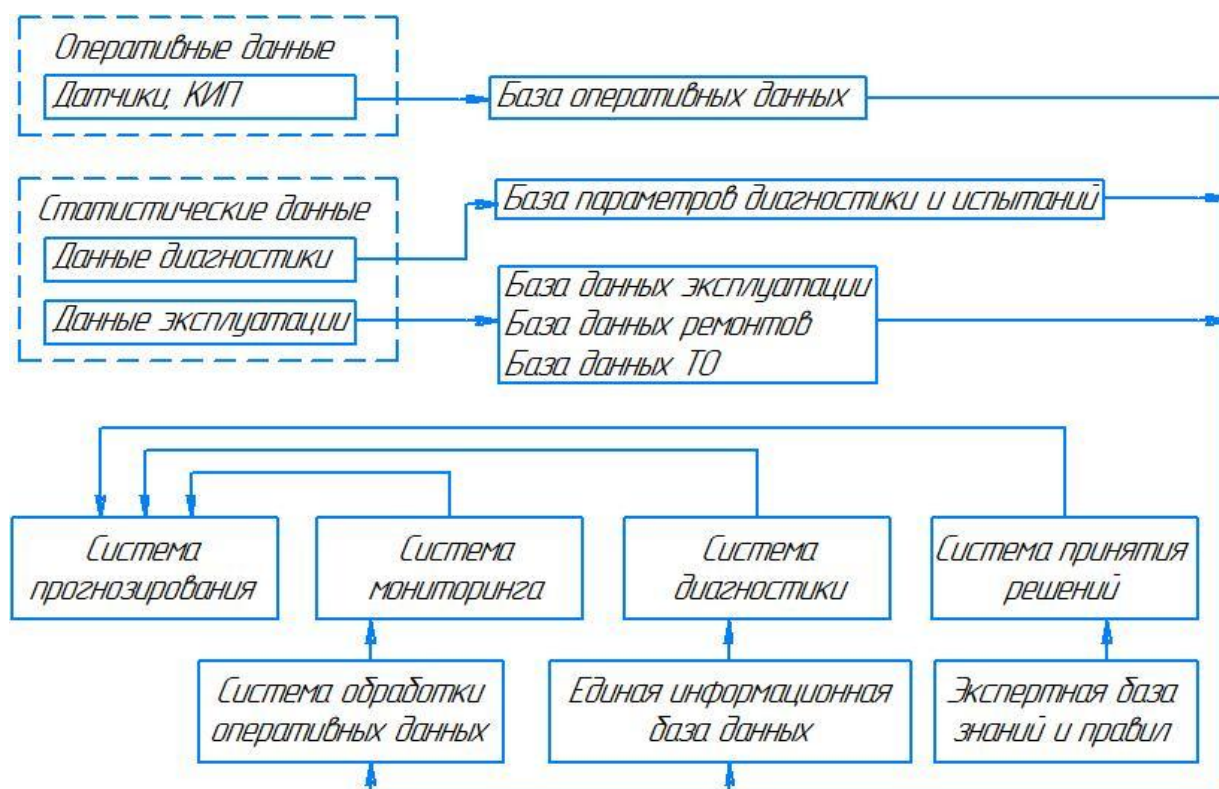 Оперативные данные
Датчики, КИП
База оперативных данных
Статистические данные
База параметров диагностики и испытаний
Данные диагностики
Данные эксплуатации
База данных эксплуатации
База данных ремонтов
База данных ТО
Система
прогнозирования
Система
мониторинга
Система
диагностики
Система принятия
решений
Система обработки
оперативных данных
Единая информационная
база данных
Экспертная база
знаний и правил